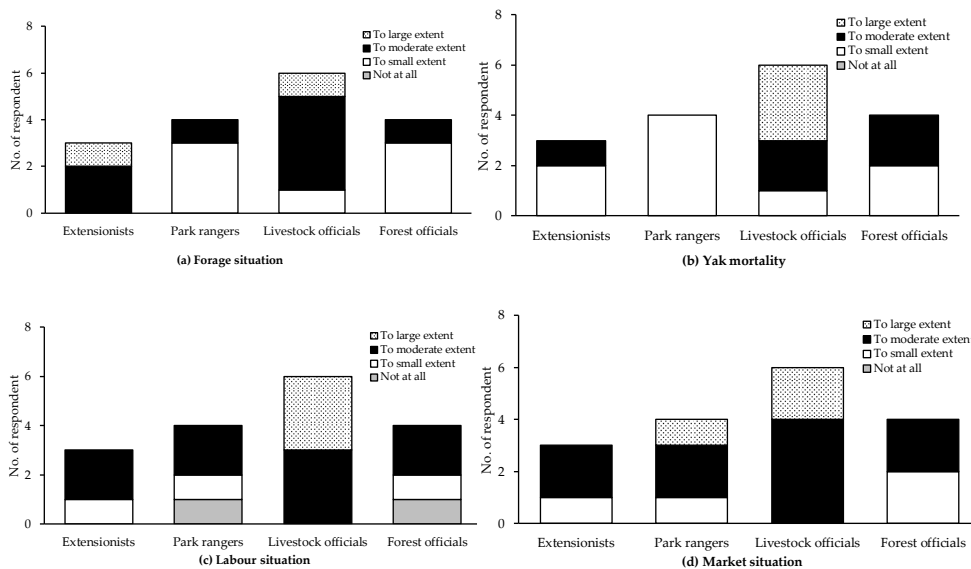 8
6
4
2
0
No. of respondent
To large extent
To moderate extent
To small extent
Not at all
Extensionists Park rangers Livestock officials Forest officials
(a) Forage situation
8
6
4
2
0
No. of respondent
To large extent
To moderate extent
To small extent
Not at all
Extensionists Park rangers Livestock officials Forest officials
(b) Yak mortality
8
6
4
2
0
No. of respondent
To large extent
To moderate extent
To small extent
Not at all
Extensionists Park rangers Livestock officials Forest officials
(c) Labour situation
8
6
4
2
0
No. of respondent
To large extent
To moderate exten
To small extent
Not at all
Extensionists Park rangers Livestock officials Forest officials
(d) Market situation